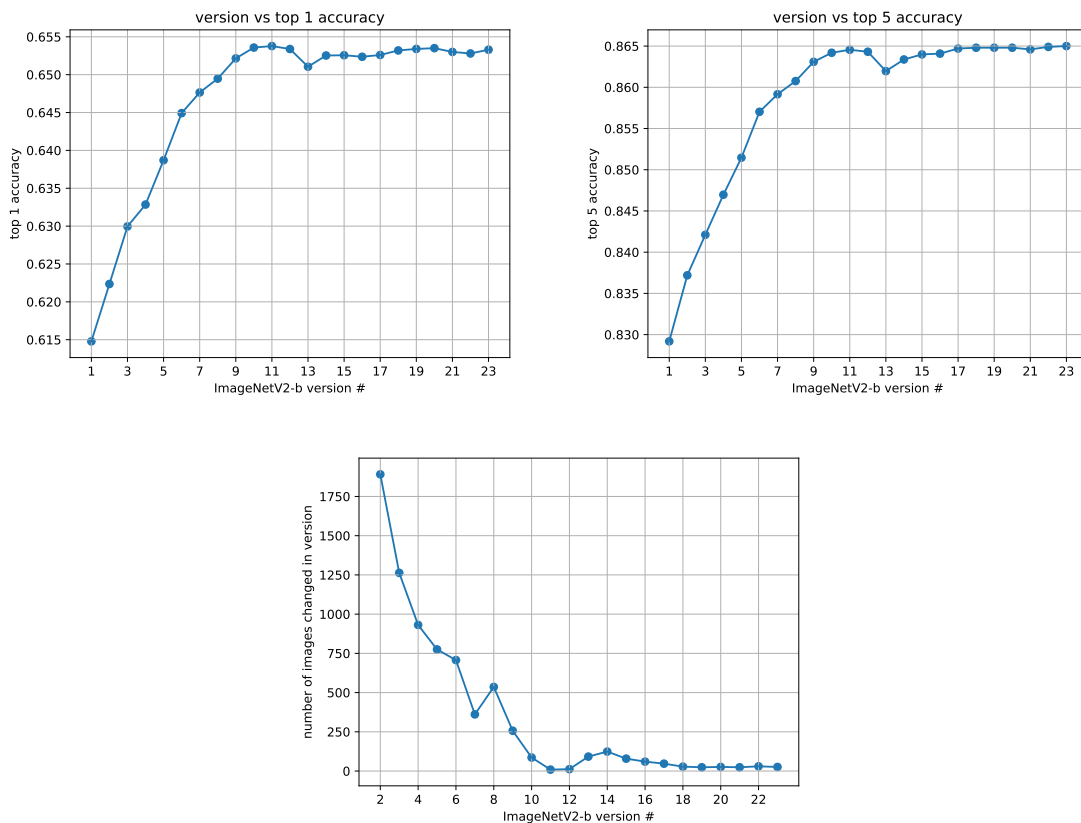 version vs top 1 accuracy
top 1 accuracy
0.655
0.650
0.645
0.640
0.635
0.630
0.625
0.620
0.615
1 3 5 7 9 11 13 15 17 19 21 23
ImageNetV2-b version #
version vs top 5 accuracy
top 5 accuracy
0.865
0.860
0.855
0.850
0.845
0.840
0.835
0.830
1 3 5 7 9 11 13 15 17 19 21 23
ImageNetV2-b version #
number of images changed in version
1750
1500
1250
1000
750
500
250
0
2 4 6 8 10 12 14 16 18 20 22
ImageNetV2-b version #